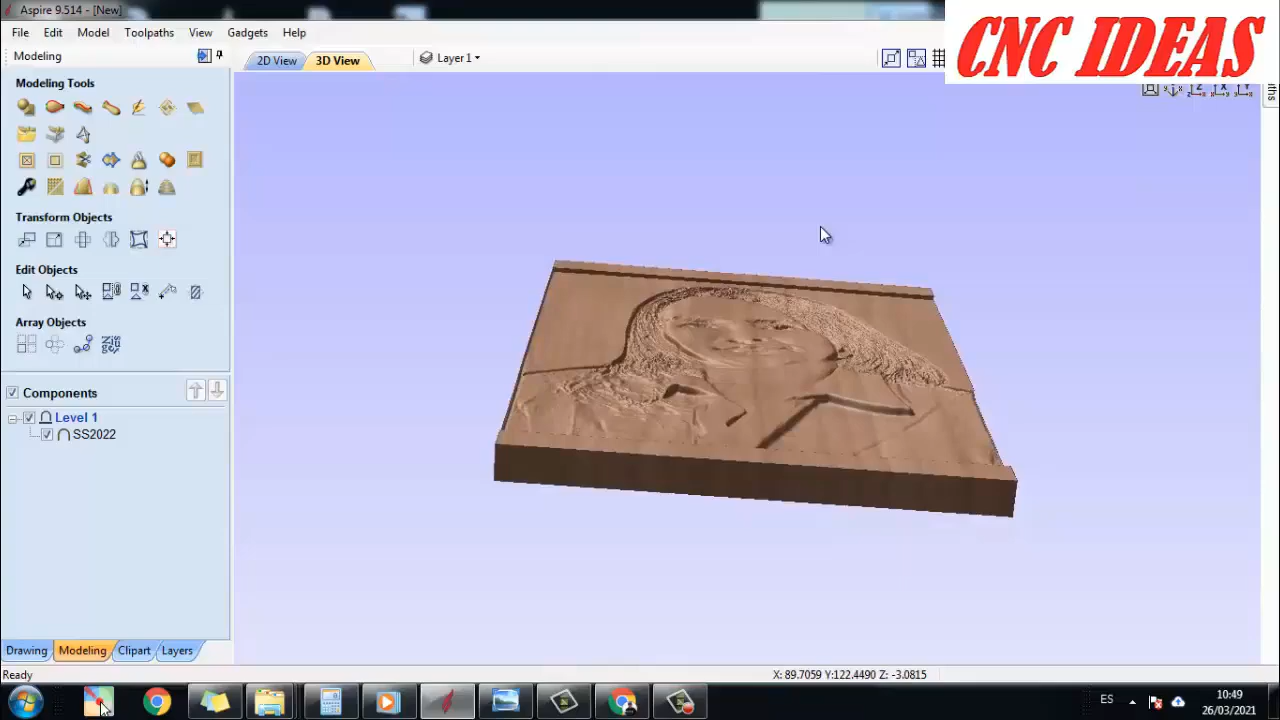 Aspire 9.514 - [New]
CNC IDEAS
File Edit Model Toolpaths View Gadgets Help
Modeling
2D View 3D View Layer 1
Modeling Tools
Transform Objects
Edit Objects
Array Objects
Components
Level 1
SS2022
Drawing Modeling Clipart Layers
Ready
X: 89.7059 Y:122.4490 Z: -3.0815
ES
10:49
26/03/2021